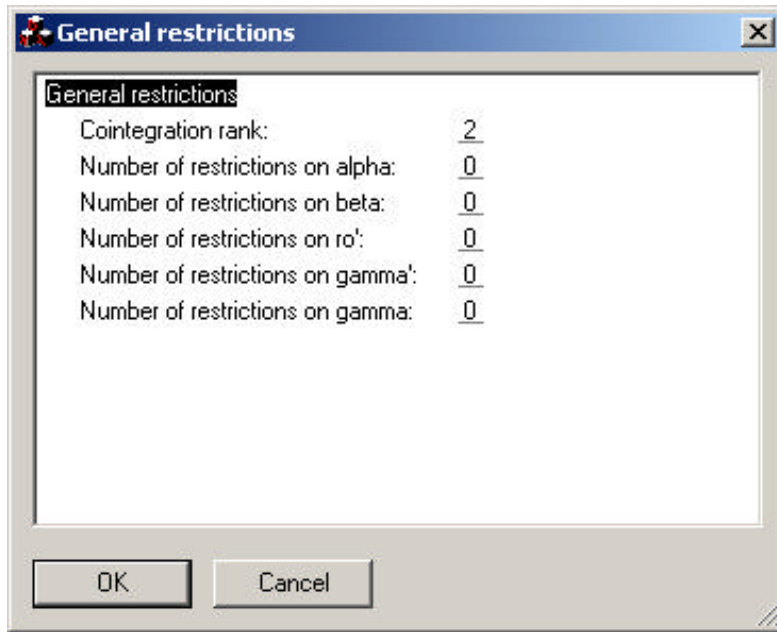 General restrictions
General restrictions
Cointegration rank: 2
Number of restrictions on alpha: 0
Number of restrictions on beta: 0
Number of restrictions on ro': 0
Number of restrictions on gamma': 0
Number of restrictions on gamma: 0
OK Cancel